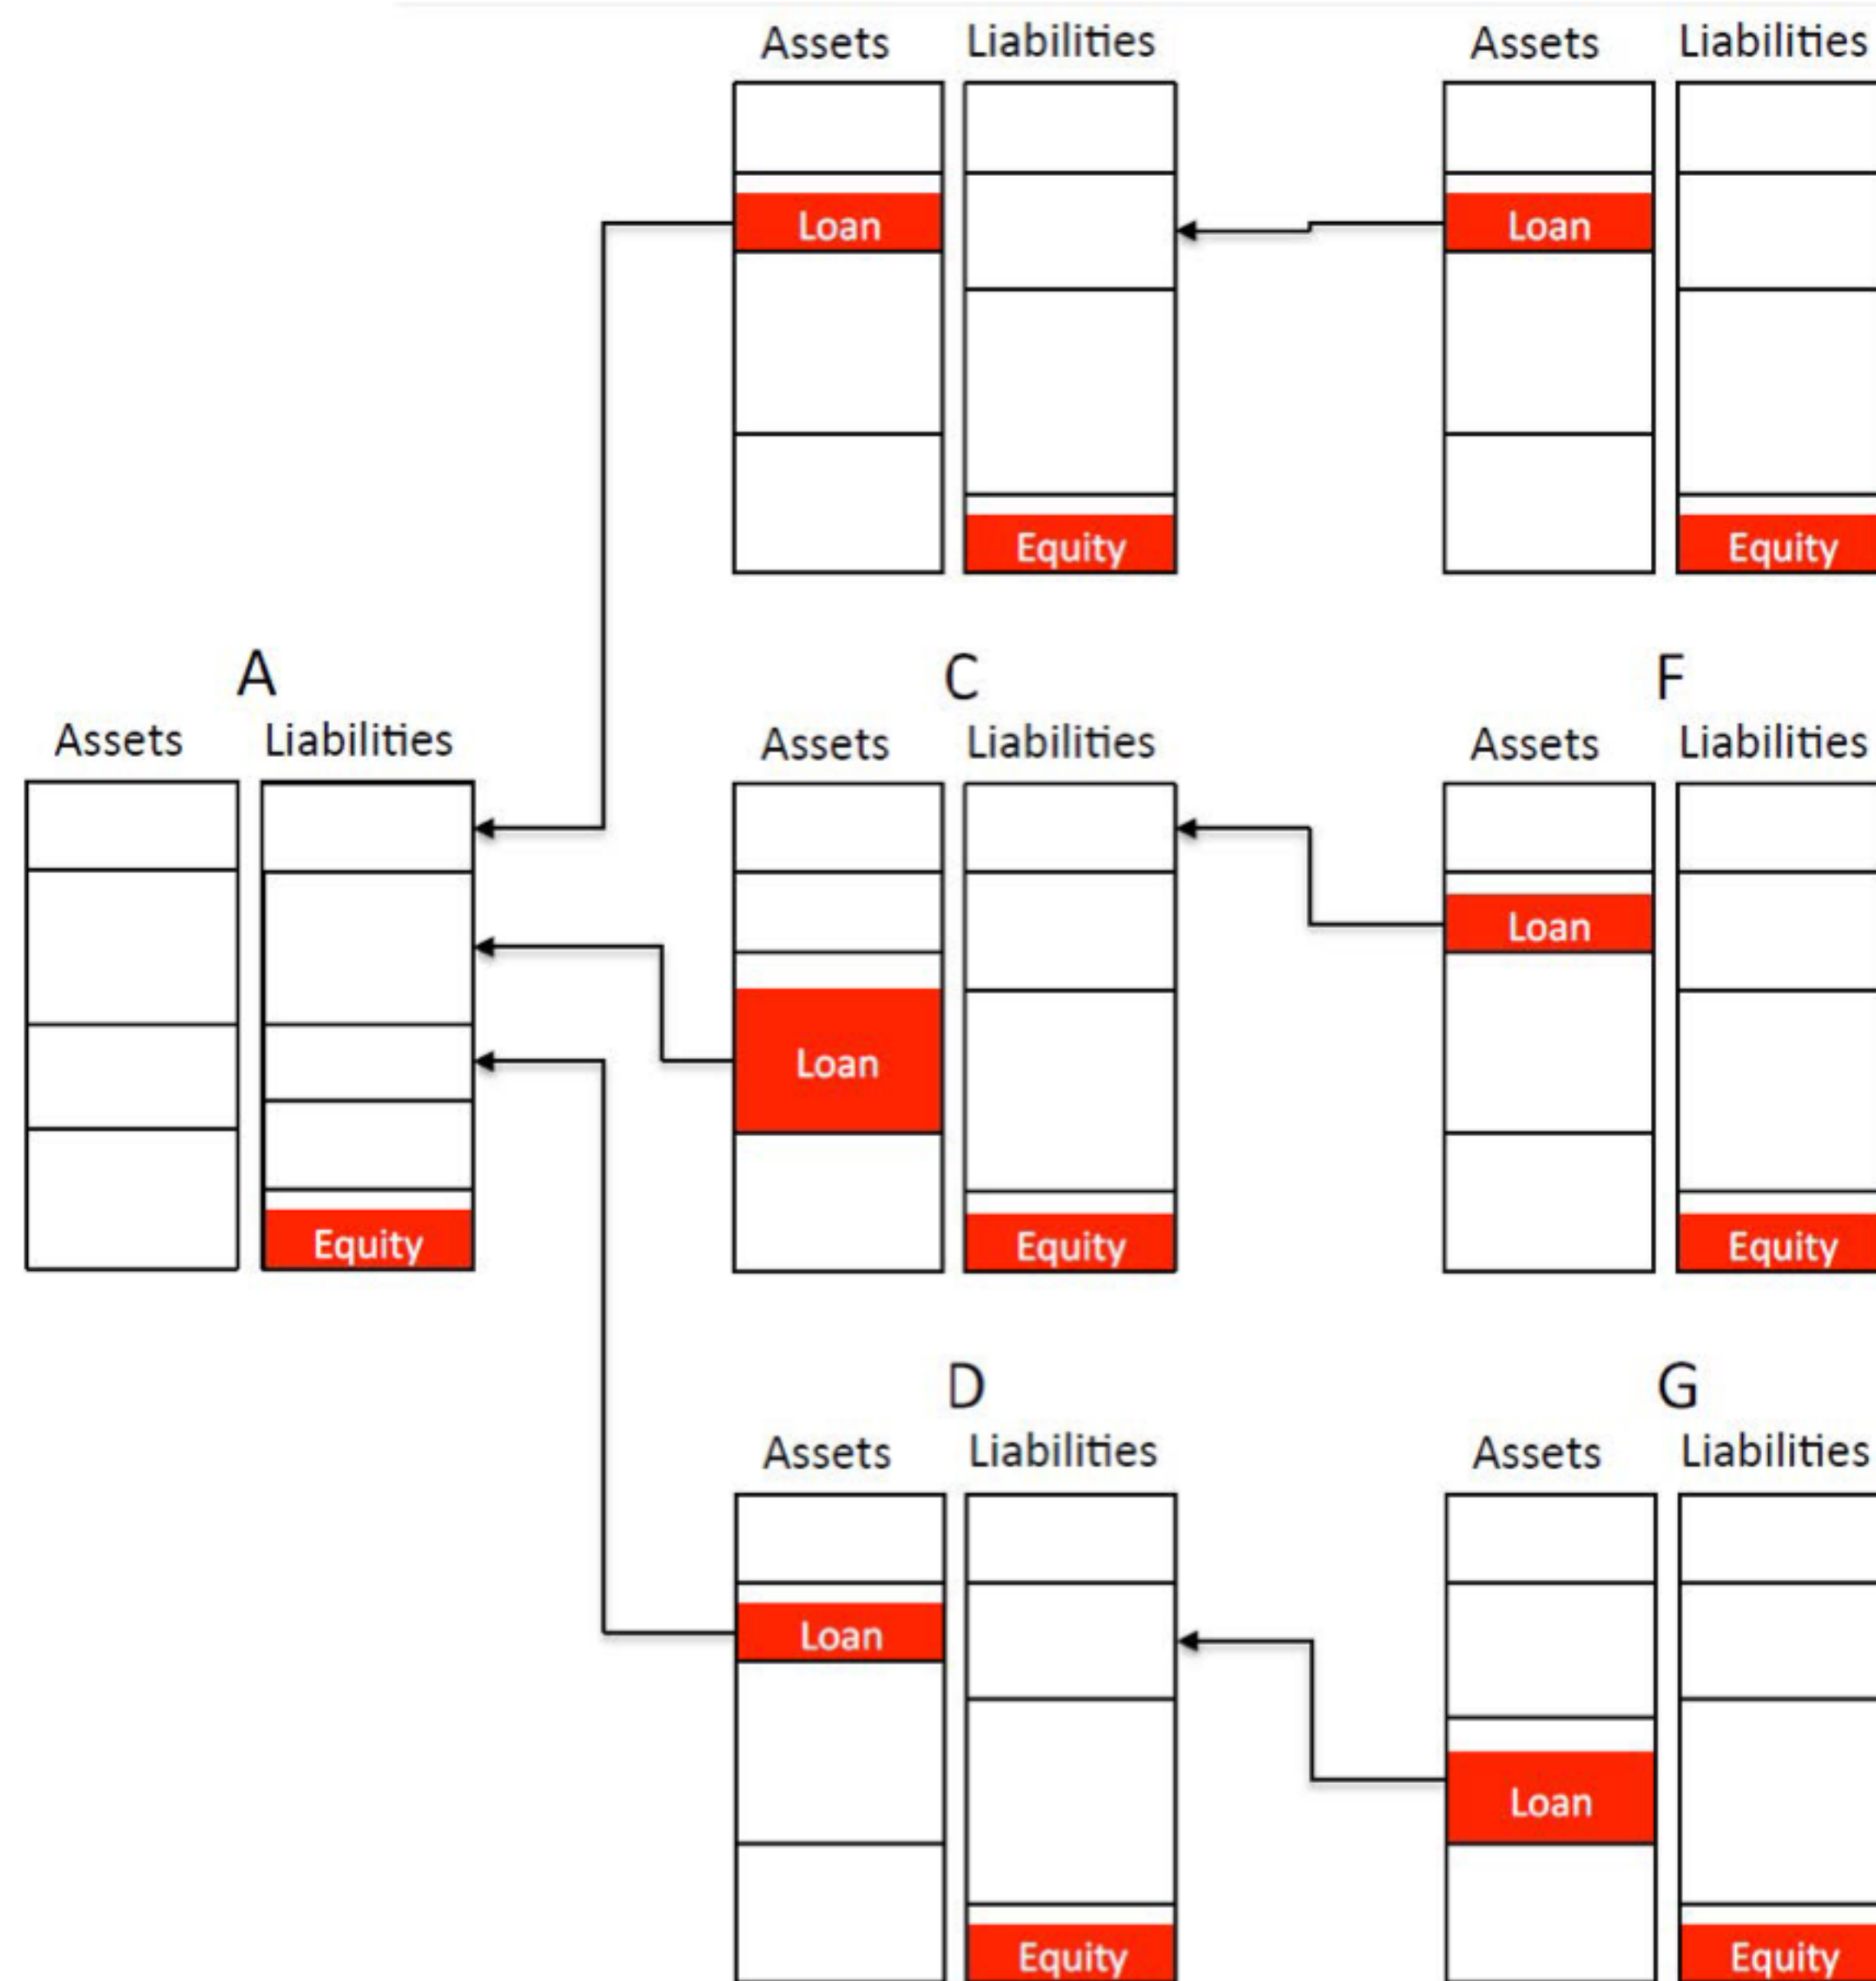 Assets Liabilities Assets Liabilities
Loan Loan
Equity Equity
A C F
Assets Liabilities Assets Liabilities Assets Liabilities
Loan
Loan
Equity Equity Equity
D G
Assets Liabilities Assets Liabilities
Loan
Loan
Equity Equity